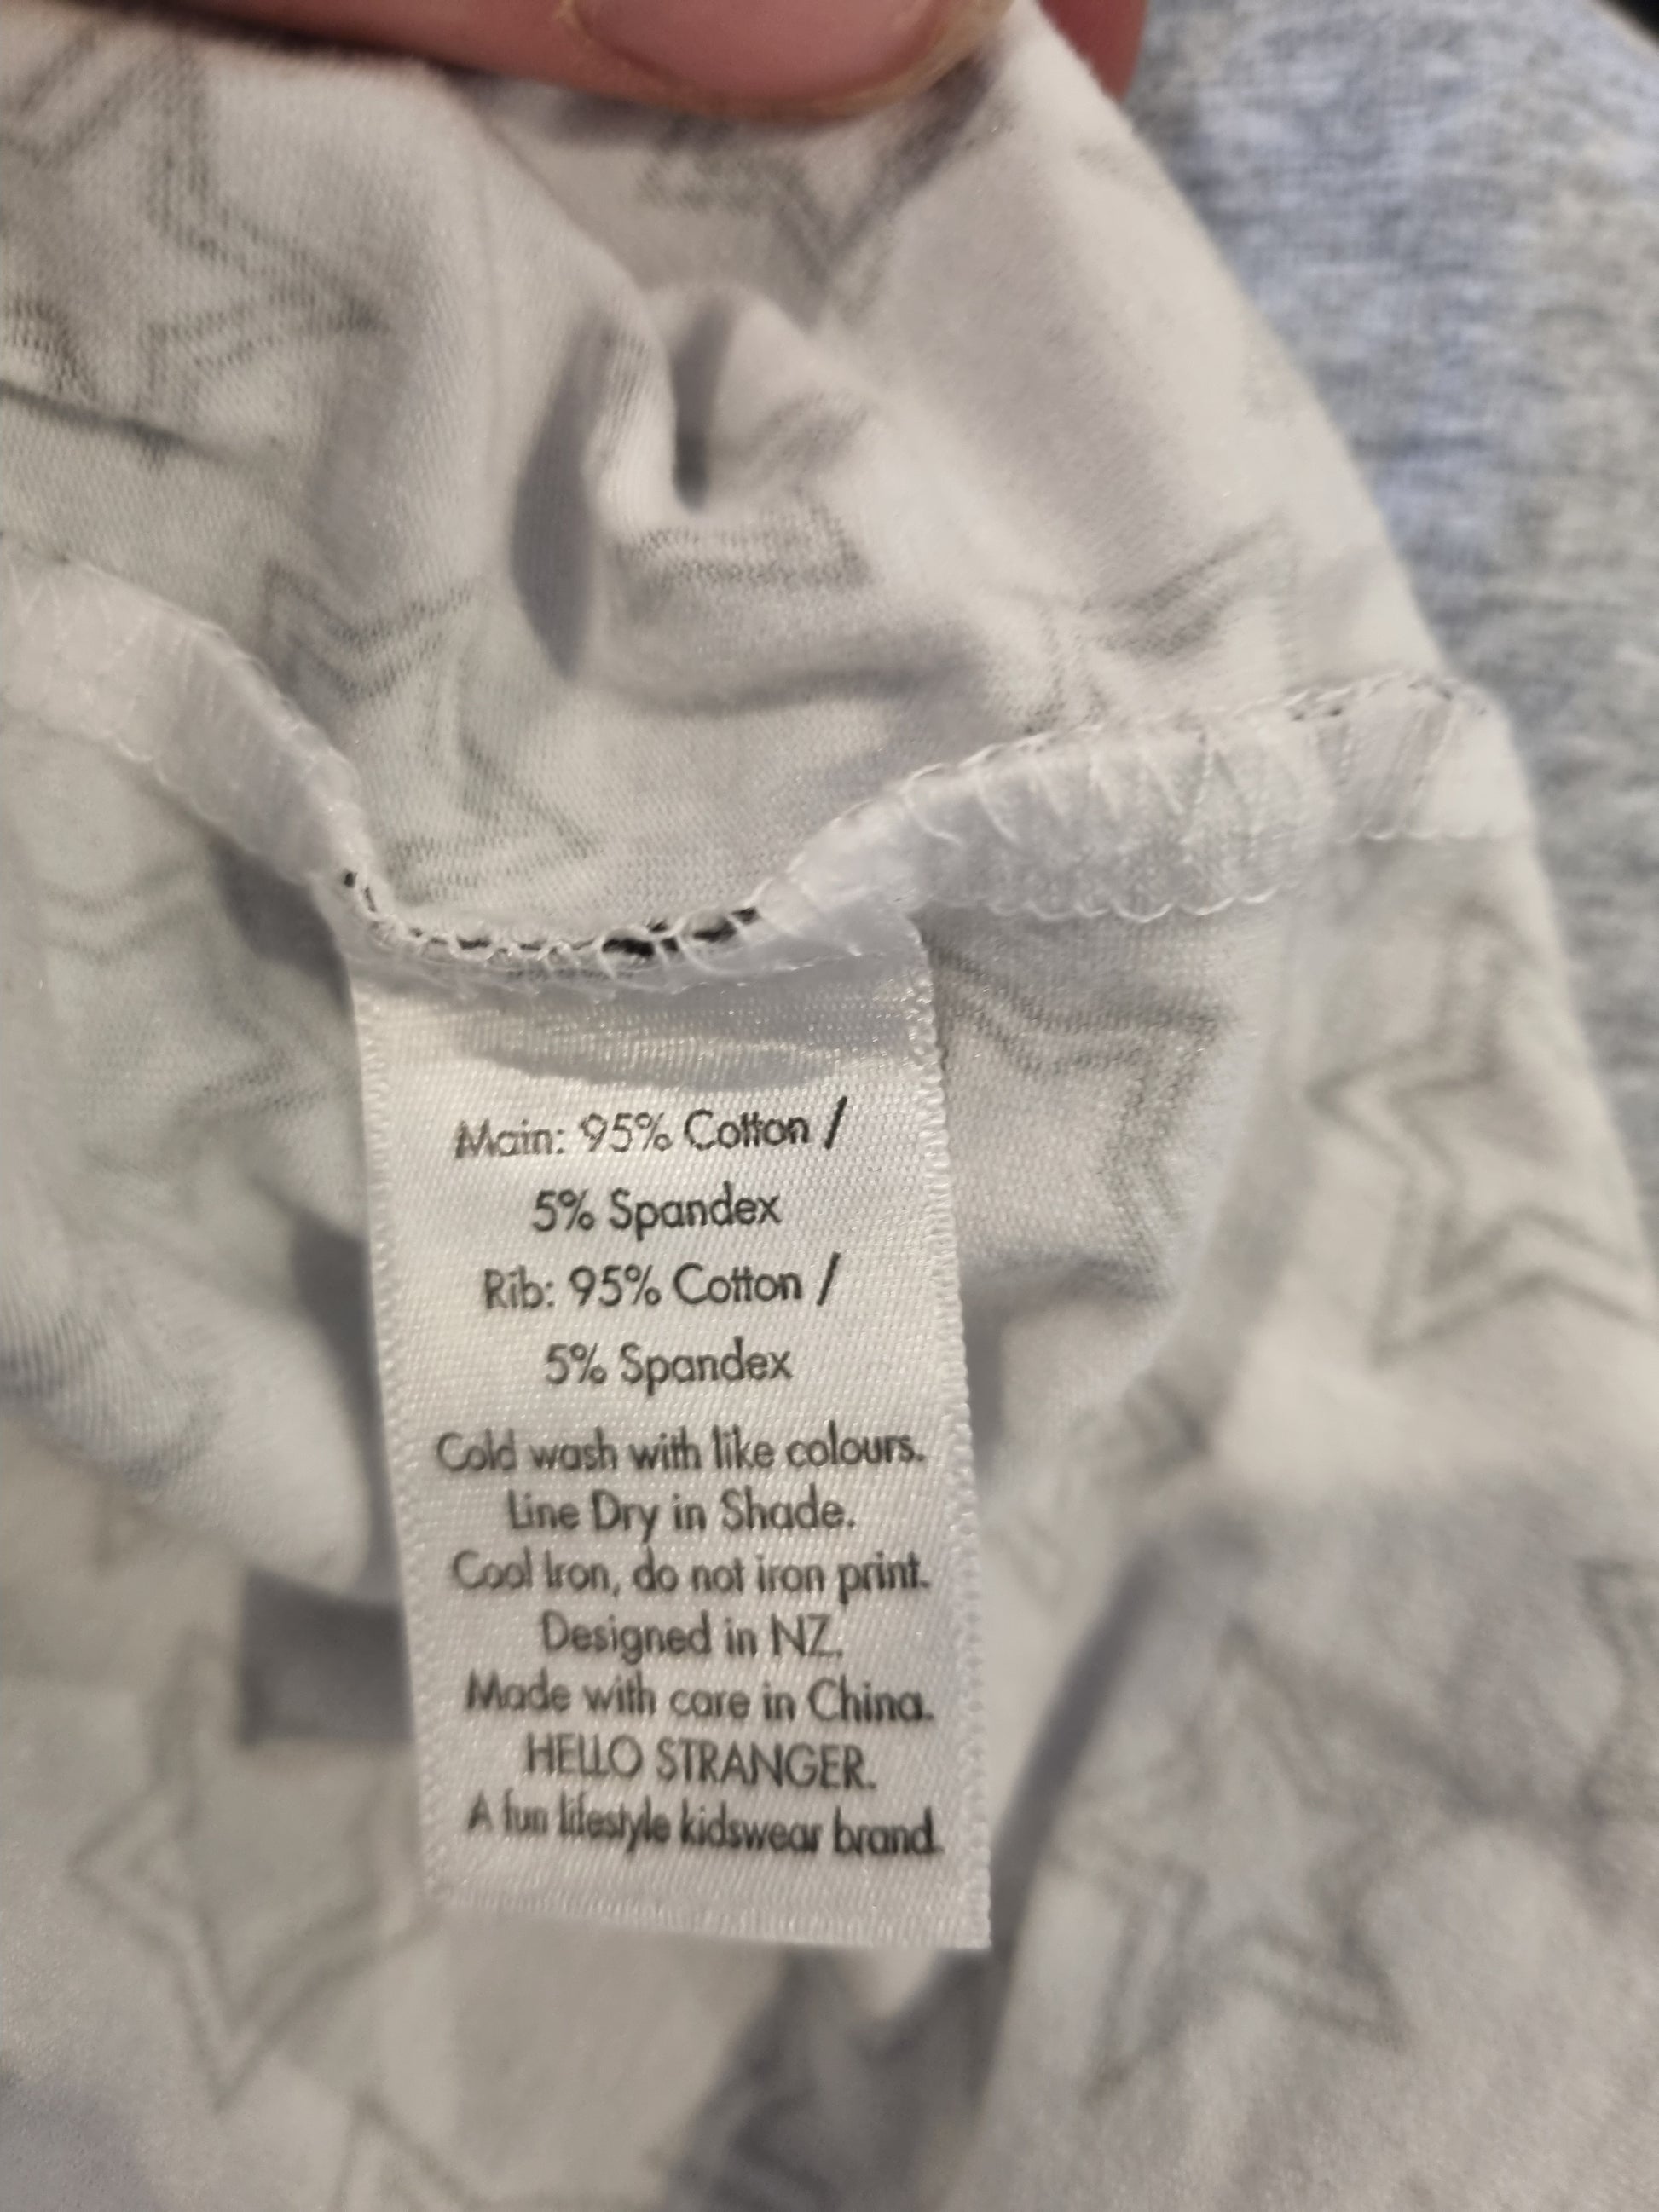 Main: 95% Cotton /
5% Spandex
Rib: 95% Cotton /
5% Spandex
Cold wash with like colours.
Line Dry in Shade.
Cool Iron, do not iron print.
Designed in NZ.
Made with care in China.
HELLO STRANGER.
A fun lifestyle kidswear brand.